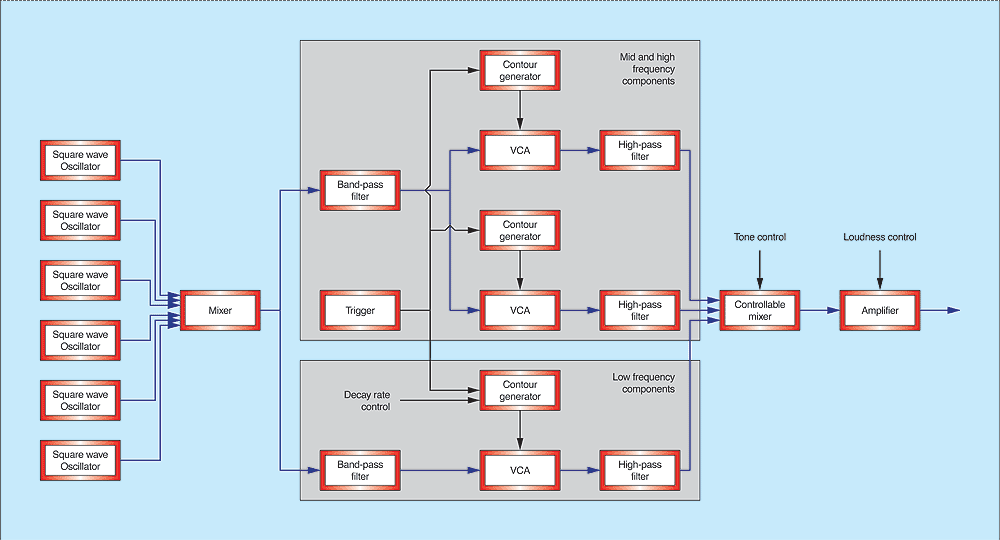 Square wave
Oscillator
Square wave
Oscillator
Square wave
Oscillator
Square wave
Oscillator
Square wave
Oscillator
Square wave
Oscillator
Mixer
Mid and high
frequency
components
Contour
generator
VCA
High-pass
filter
Band-pass
filter
Contour
generator
Trigger
VCA
High-pass
filter
Low frequency
components
Contour
generator
Decay rate
control
Band-pass
filter
VCA
High-pass
filter
Tone control
Controllable
mixer
Loudness control
Amplifier